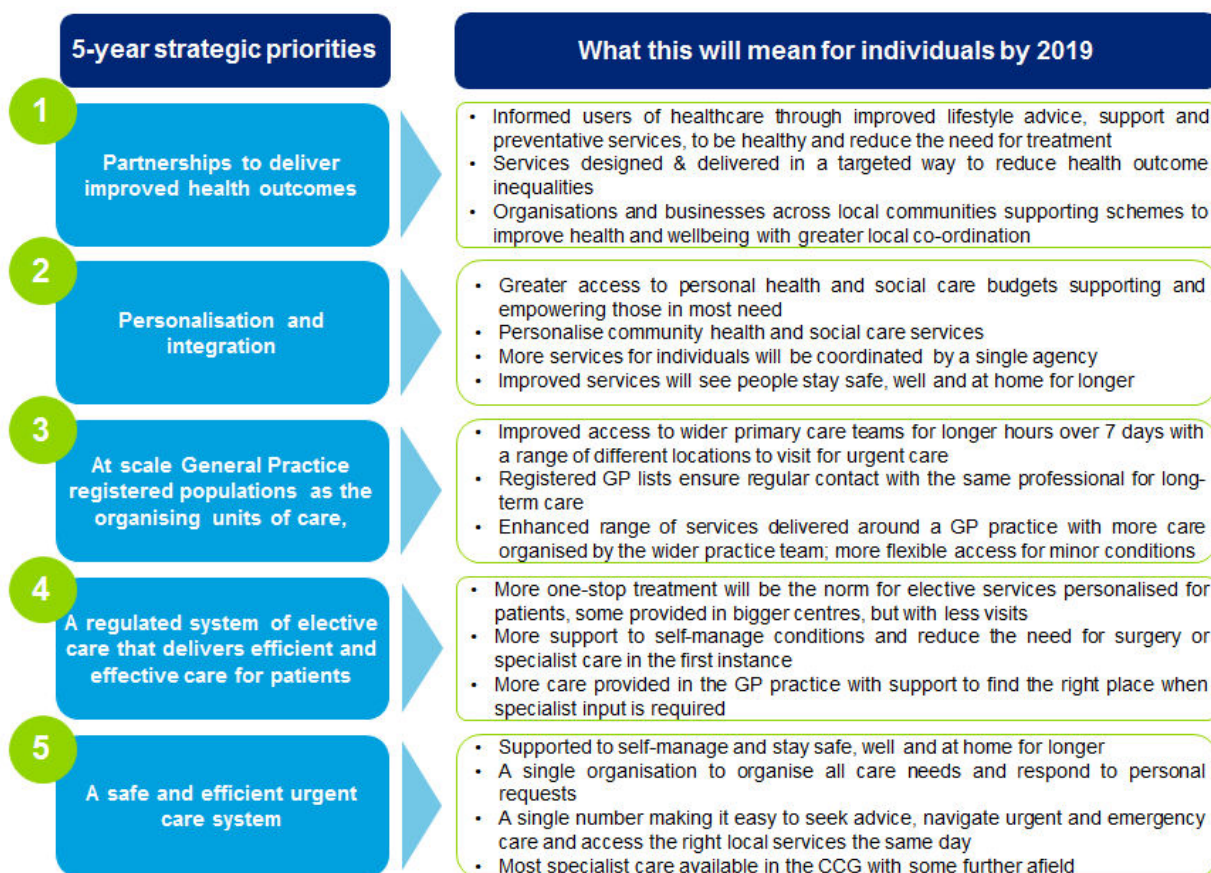 5-year strategic priorities
What this will mean for individuals by 2019
1
Partnerships to deliver
improved health outcomes
• Informed users of healthcare through improved lifestyle advice, support and
preventative services, to be healthy and reduce the need for treatment
• Services designed & delivered in a targeted way to reduce health outcome
inequalities
• Organisations and businesses across local communities supporting schemes to
improve health and wellbeing with greater local co-ordination
2
Personalisation and
integration
• Greater access to personal health and social care budgets supporting and
empowering those in most need
• Personalise community health and social care services
• More services for individuals will be coordinated by a single agency
• Improved services will see people stay safe, well and at home for longer
3
At scale General Practice
registered populations as the
organising units of care,
• Improved access to wider primary care teams for longer hours over 7 days with
a range of different locations to visit for urgent care
• Registered GP lists ensure regular contact with the same professional for long-
term care
• Enhanced range of services delivered around a GP practice with more care
organised by the wider practice team; more flexible access for minor conditions
4
A regulated system of elective
care that delivers efficient and
effective care for patients
• More one-stop treatment will be the norm for elective services personalised for
patients, some provided in bigger centres, but with less visits
• More support to self-manage conditions and reduce the need for surgery or
specialist care in the first instance
• More care provided in the GP practice with support to find the right place when
specialist input is required
5
A safe and efficient urgent
care system
• Supported to self-manage and stay safe, well and at home for longer
• A single organisation to organise all care needs and respond to personal
requests
• A single number making it easy to seek advice, navigate urgent and emergency
care and access the right local services the same day
• Most specialist care available in the CCG with some further afield